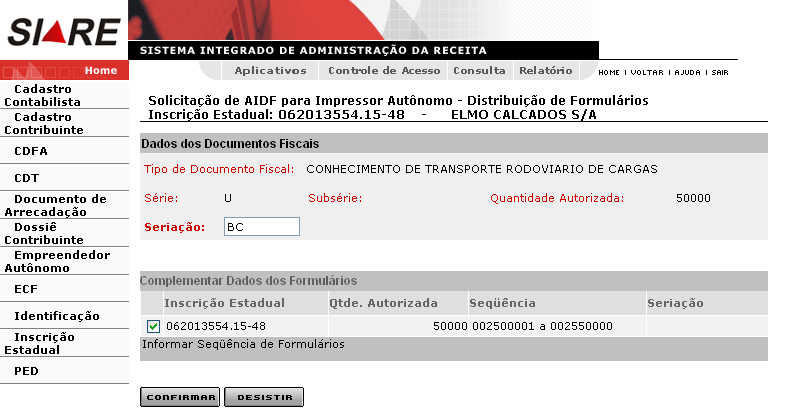 SIARE
SISTEMA INTEGRADO DE ADMINISTRAÇÃO DA RECEITA
Home
Aplicativos Controle de Acesso Consulta Relatório
HOME | VOLTAR | AJUDA | SAIR
Cadastro
Contabilista
Cadastro
Contribuinte
CDFA
CDT
Documento de
Arrecadação
Dossiê
Contribuinte
Empreendedor
Autônomo
ECF
Identificação
Inscrição
Estadual
PED
Solicitação de AIDF para Impressor Autônomo - Distribuição de Formulários
Inscrição Estadual: 062013554.15-48 - ELMO CALCADOS S/A
Dados dos Documentos Fiscais
Tipo de Documento Fiscal: CONHECIMENTO DE TRANSPORTE RODOVIARIO DE CARGAS
Série: U Subsérie: Quantidade Autorizada: 50000
Seriação: BC
Complementar Dados dos Formulários
Inscrição Estadual Qtde. Autorizada Seqüência Seriação
062013554.15-48 50000 002500001 a 002550000
Informar Seqüência de Formulários
CONFIRMAR DESISTIR